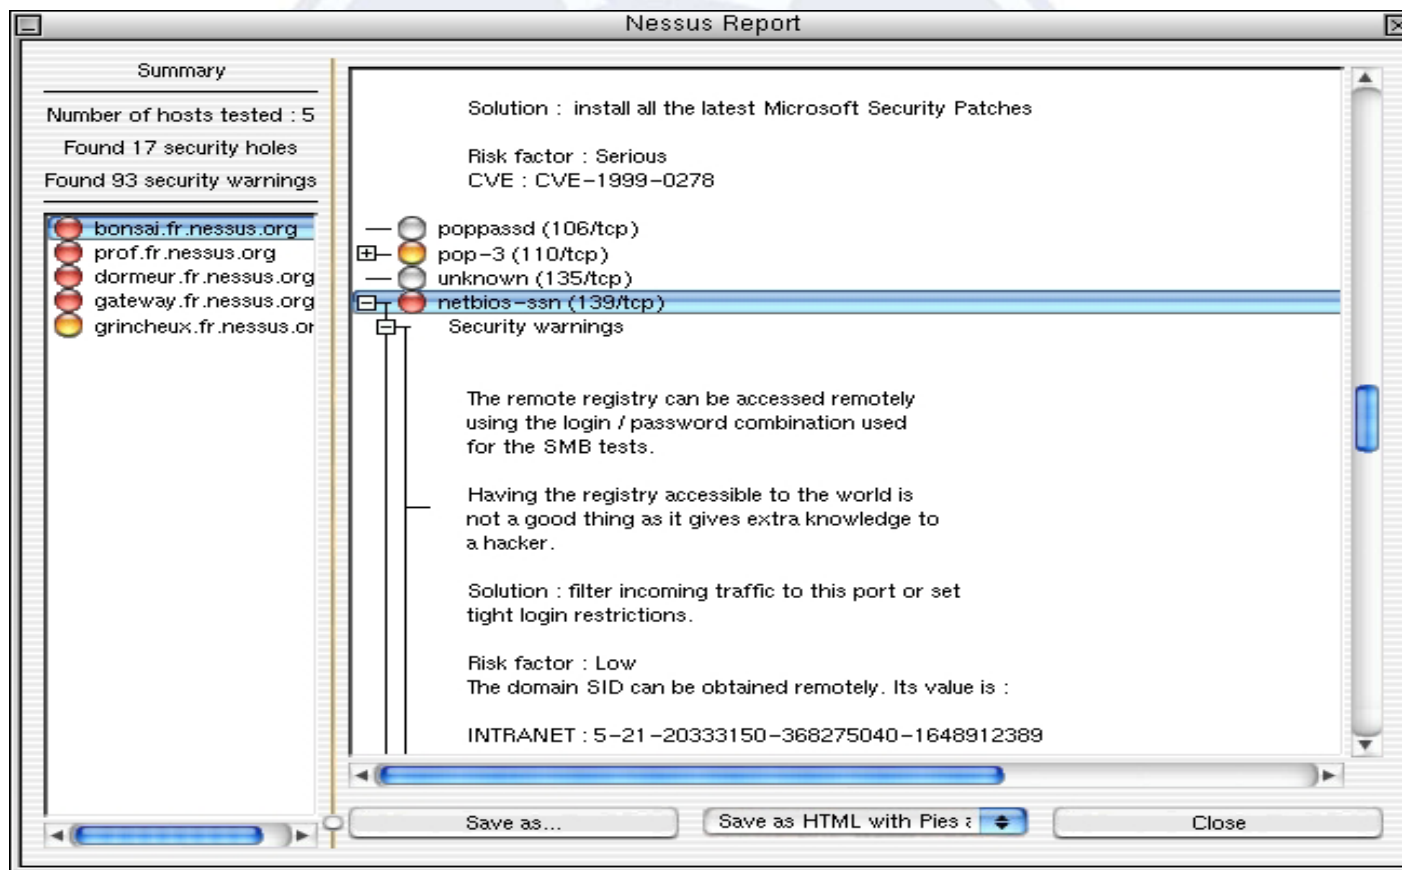 Nessus Report
Summary
Number of hosts tested : 5
Found 17 security holes
Found 93 security warnings
bonsai.fr.nessus.org
prof.fr.nessus.org
dormeur.fr.nessus.org
gateway.fr.nessus.org
grincheux.fr.nessus.or
Solution : install all the latest Microsoft Security Patches
Risk factor : Serious
CVE : CVE-1999-0278
poppassd (106/tcp)
pop-3 (110/tcp)
unknown (135/tcp)
netbios-ssn (139/tcp)
Security warnings
The remote registry can be accessed remotely
using the login / password combination used
for the SMB tests.
Having the registry accessible to the world is
not a good thing as it gives extra knowledge to
a hacker.
Solution : filter incoming traffic to this port or set
tight login restrictions.
Risk factor : Low
The domain SID can be obtained remotely. Its value is :
INTRANET : 5-21-20333150-368275040-1648912389
Save as...
Save as HTML with Pies
Close